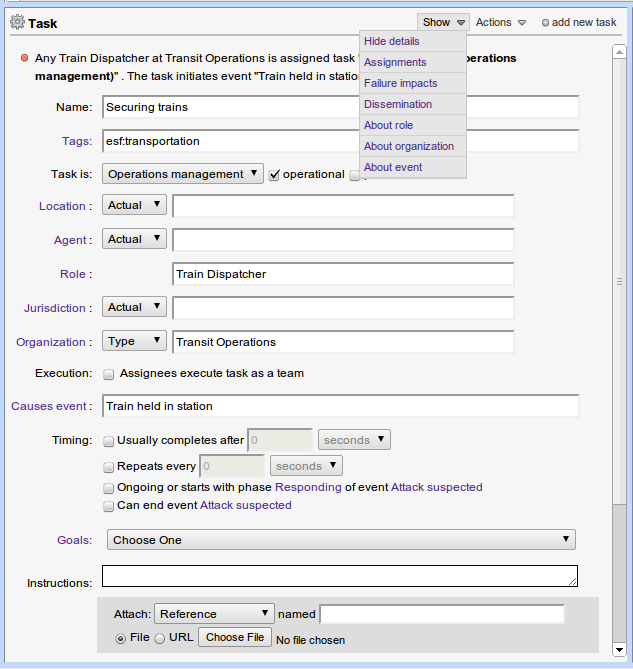 Task
Show Actions add new task
Hide details
Assignments
Failure impacts
Dissemination
About role
About organization
About event
Any Train Dispatcher at Transit Operations is assigned task " erations
management)" . The task initiates event "Train held in statio
Name: Securing trains
Tags: esf:transportation
Task is: Operations management operational
Location : Actual
Agent : Actual
Role : Train Dispatcher
Jurisdiction : Actual
Organization : Type Transit Operations
Execution: Assignees execute task as a team
Causes event : Train held in station
Timing: Usually completes after 0 seconds
Repeats every 0 seconds
Ongoing or starts with phase Responding of event Attack suspected
Can end event Attack suspected
Goals: Choose One
Instructions:
Attach: Reference named
File URL Choose File No file chosen